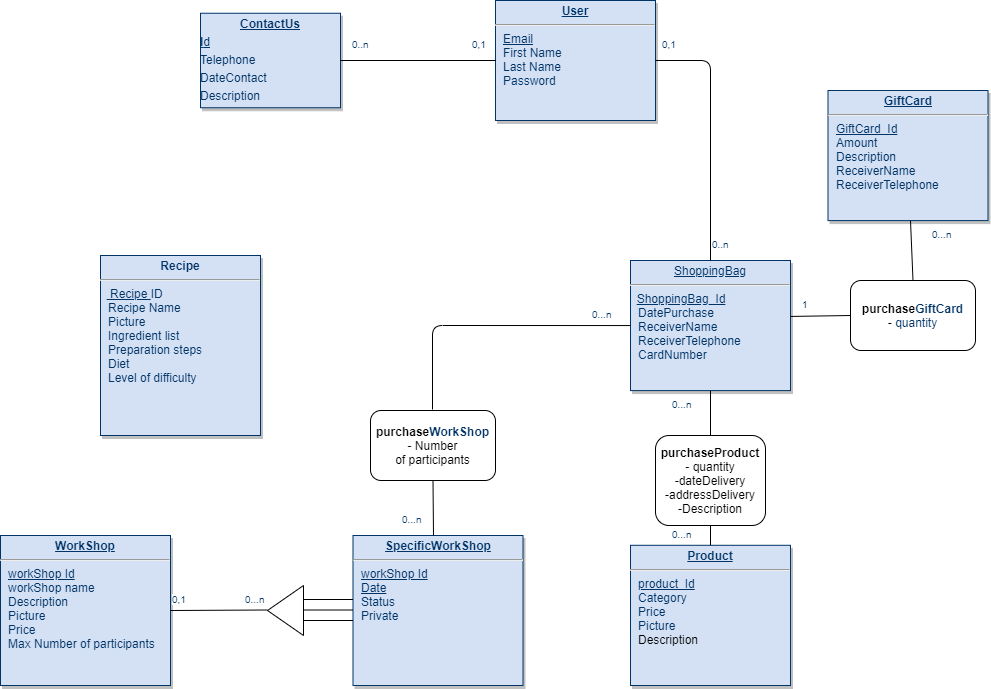 ContactUs
Id
Telephone
DateContact
Description
0..n
0,1
User
Email
First Name
Last Name
Password
0,1
0..n
GiftCard
GiftCard_Id
Amount
Description
ReceiverName
ReceiverTelephone
0...n
Recipe
Recipe ID
Recipe Name
Picture
Ingredient list
Preparation steps
Diet
Level of difficulty
ShoppingBag
ShoppingBag_Id
DatePurchase
ReceiverName
ReceiverTelephone
CardNumber
0...n
1
purchaseGiftCard
- quantity
purchaseWorkShop
- Number
of participants
0...n
0...n
purchaseProduct
- quantity
-dateDelivery
-addressDelivery
-Description
0...n
WorkShop
workShop Id
workShop name
Description
Picture
Price
Max Number of participants
0,1
0...n
SpecificWorkShop
workShop Id
Date
Status
Private
Product
product_Id
Category
Price
Picture
Description